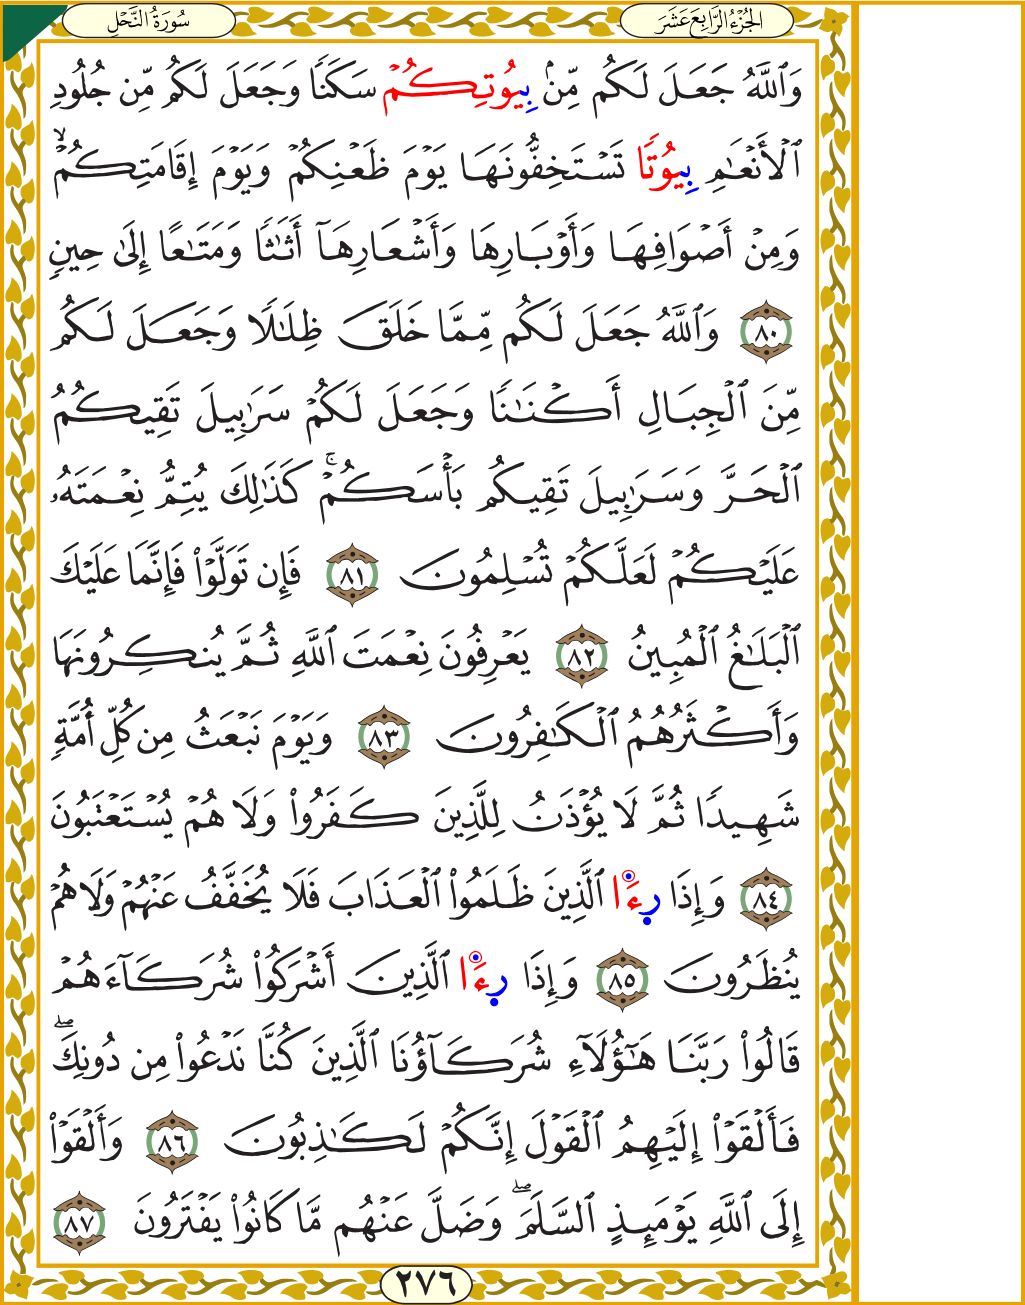 سُورَةُ النَّحْلِ
الجُزْءُ الرَّابِعَ عَشَرَ
وَٱللَّهُ جَعَلَ لَكُم مِّنۢ بِيُوتِكُمۡ سَكَنٗا وَجَعَلَ لَكُم مِّن جُلُودِ
ٱلۡأَنۡعَٰمِ بِيُوتٗا تَسۡتَخِفُّونَهَا يَوۡمَ ظَعۡنِكُمۡ وَيَوۡمَ إِقَامَتِكُمۡۙ
وَمِنۡ أَصۡوَافِهَا وَأَوۡبَارِهَا وَأَشۡعَارِهَآ أَثَٰثٗا وَمَتَٰعًا إِلَىٰ حِينٖ
٨٠ وَٱللَّهُ جَعَلَ لَكُم مِّمَّا خَلَقَ ظِلَٰلٗا وَجَعَلَ لَكُم
مِّنَ ٱلۡجِبَالِ أَكۡنَٰنٗا وَجَعَلَ لَكُمۡ سَرَٰبِيلَ تَقِيكُمُ
ٱلۡحَرَّ وَسَرَٰبِيلَ تَقِيكُم بَأۡسَكُمۡۚ كَذَٰلِكَ يُتِمُّ نِعۡمَتَهُۥ
عَلَيۡكُمۡ لَعَلَّكُمۡ تُسۡلِمُونَ ٨١ فَإِن تَوَلَّوۡاْ فَإِنَّمَا عَلَيۡكَ
ٱلۡبَلَٰغُ ٱلۡمُبِينُ ٨٢ يَعۡرِفُونَ نِعۡمَتَ ٱللَّهِ ثُمَّ يُنكِرُونَهَا
وَأَكۡثَرُهُمُ ٱلۡكَٰفِرُونَ ٨٣ وَيَوۡمَ نَبۡعَثُ مِن كُلِّ أُمَّةٖ
شَهِيدٗا ثُمَّ لَا يُؤۡذَنُ لِلَّذِينَ كَفَرُواْ وَلَا هُمۡ يُسۡتَعۡتَبُونَ
٨٤ وَإِذَا رِءَا ٱلَّذِينَ ظَلَمُواْ ٱلۡعَذَابَ فَلَا يُخَفَّفُ عَنۡهُمۡ وَلَا هُمۡ
يُنظَرُونَ ٨٥ وَإِذَا رِءَا ٱلَّذِينَ أَشۡرَكُواْ شُرَكَآءَهُمۡ
قَالُواْ رَبَّنَا هَٰٓؤُلَآءِ شُرَكَآؤُنَا ٱلَّذِينَ كُنَّا نَدۡعُواْ مِن دُونِكَۖ
فَأَلۡقَوۡاْ إِلَيۡهِمُ ٱلۡقَوۡلَ إِنَّكُمۡ لَكَٰذِبُونَ ٨٦ وَأَلۡقَوۡاْ
إِلَى ٱللَّهِ يَوۡمَئِذٍ ٱلسَّلَمَۖ وَضَلَّ عَنۡهُم مَّا كَانُواْ يَفۡتَرُونَ ٨٧
٢٧٦